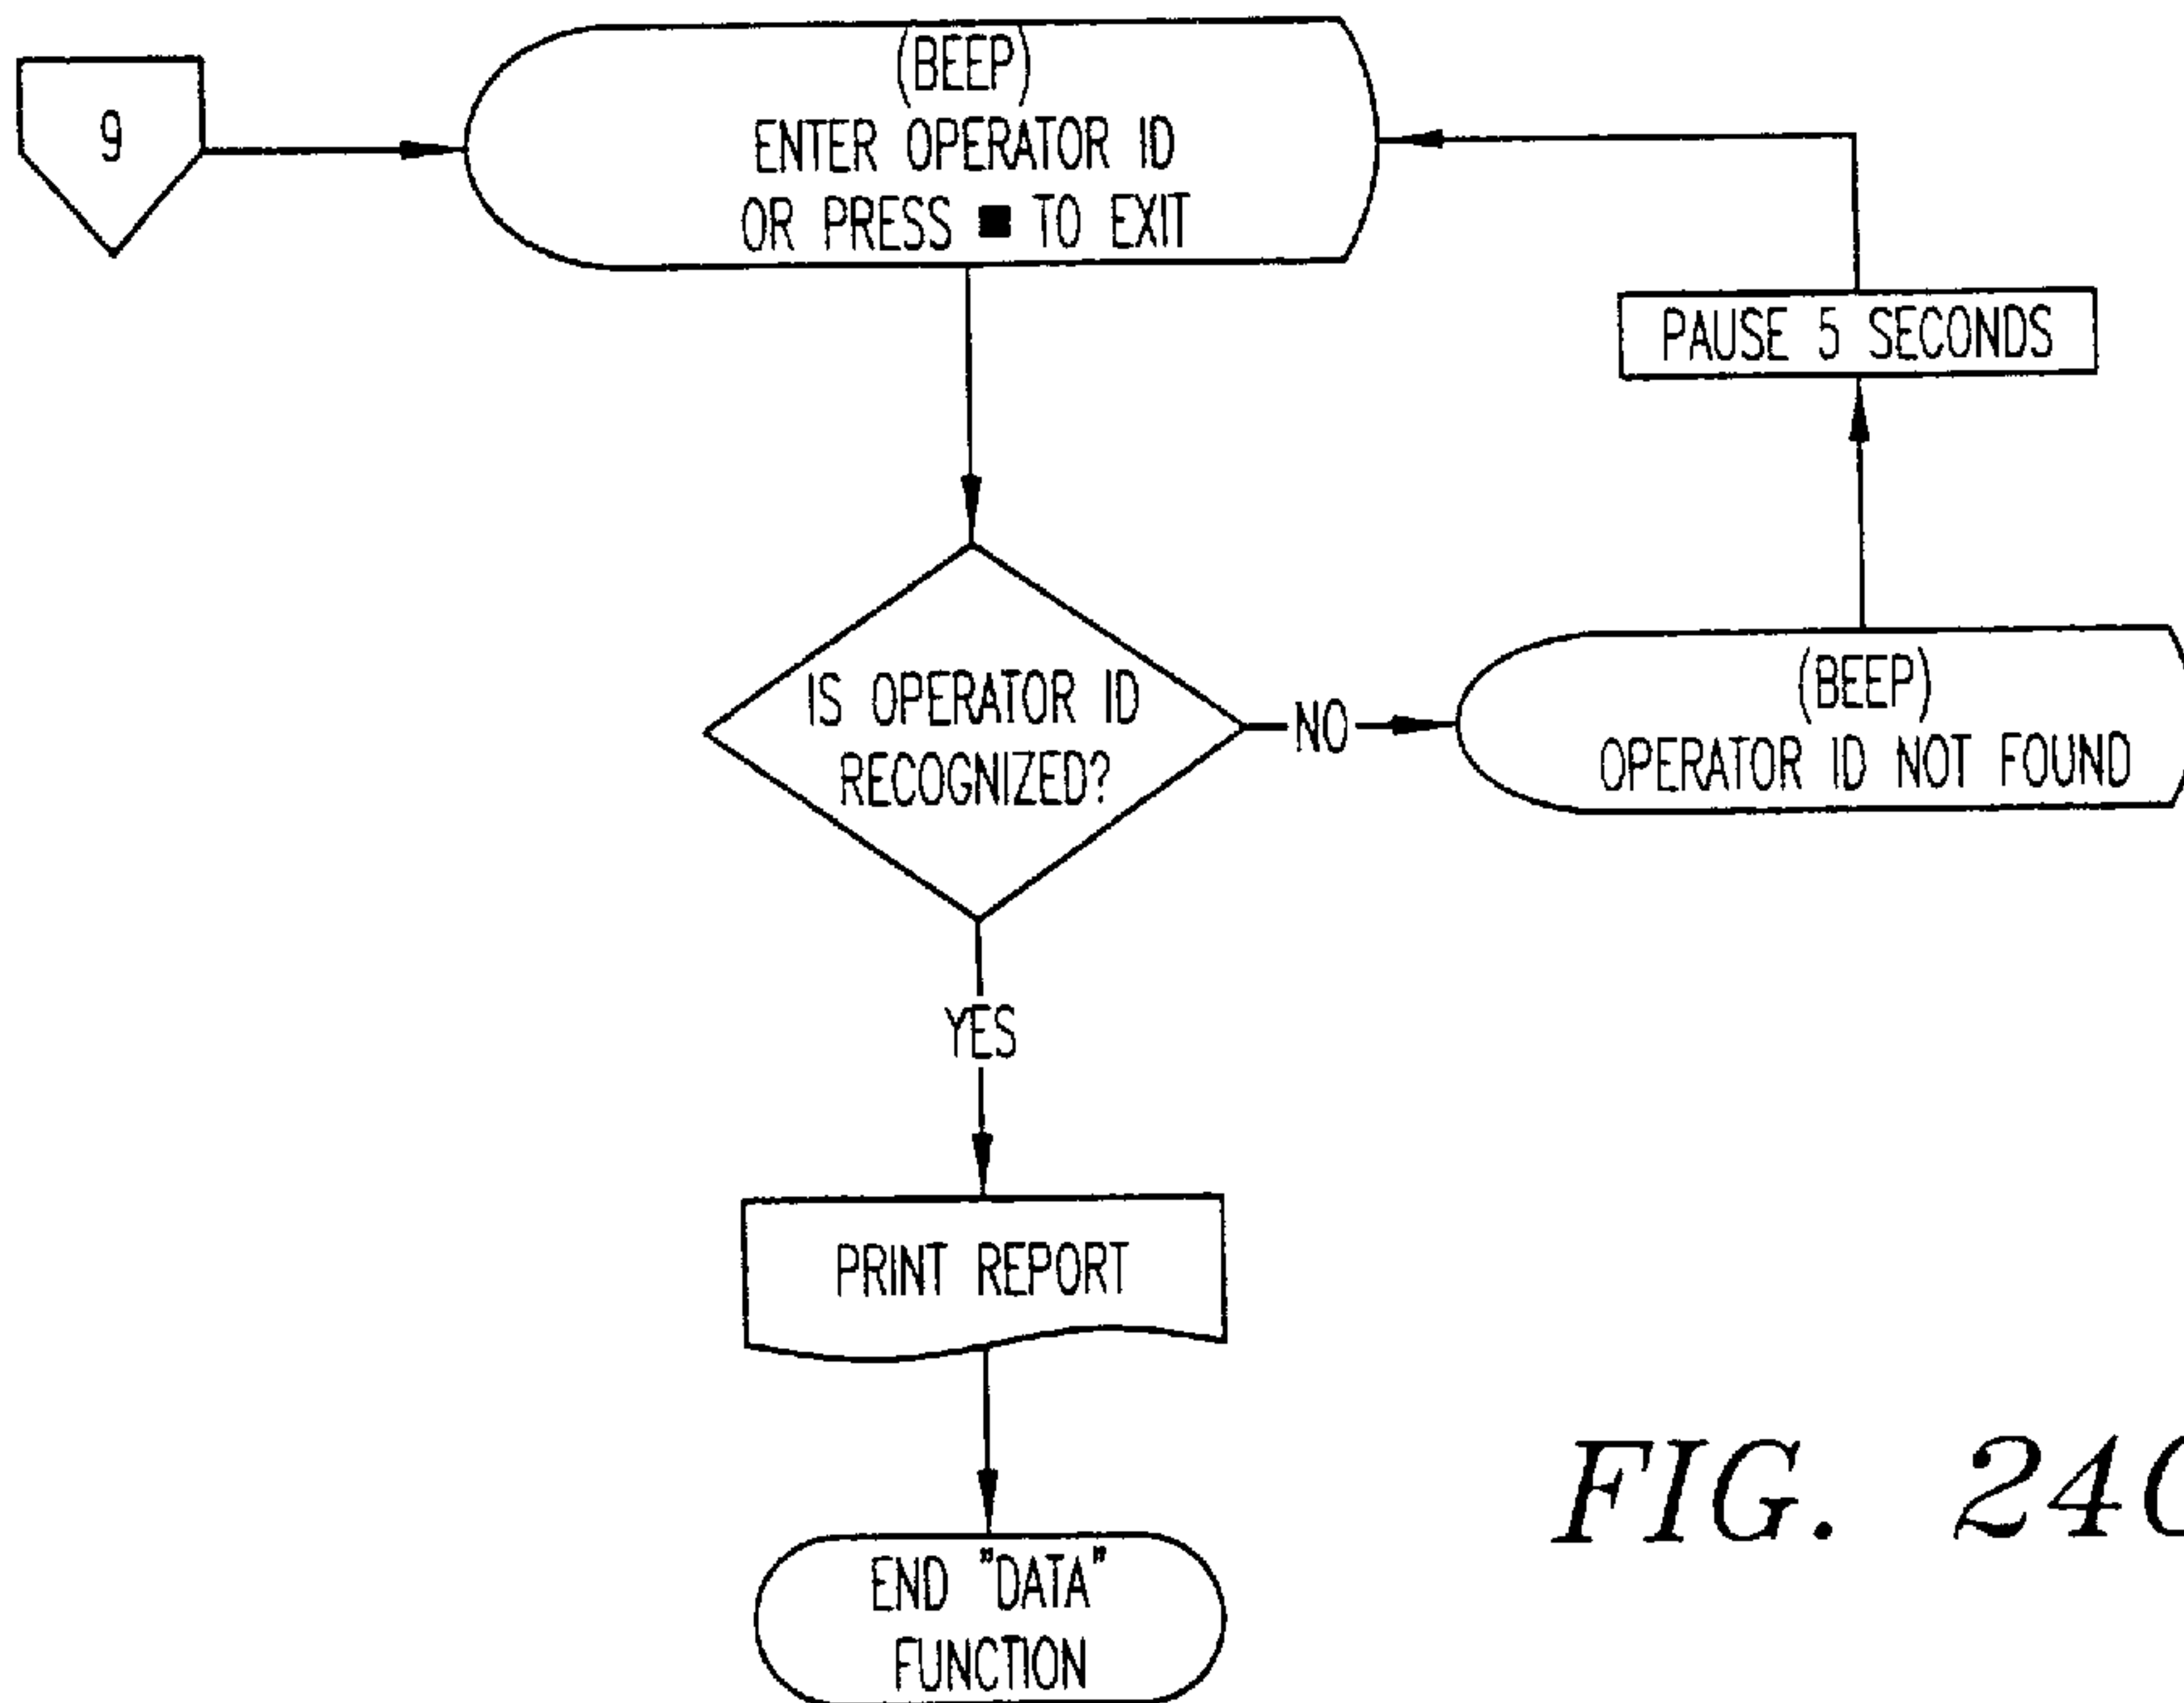 9
(BEEP)
ENTER OPERATOR ID
OR PRESS ■ TO EXIT
PAUSE 5 SECONDS
IS OPERATOR ID
RECOGNIZED?
NO
(BEEP)
OPERATOR ID NOT FOUND
YES
PRINT REPORT
END "DATA"
FUNCTION
FIG.